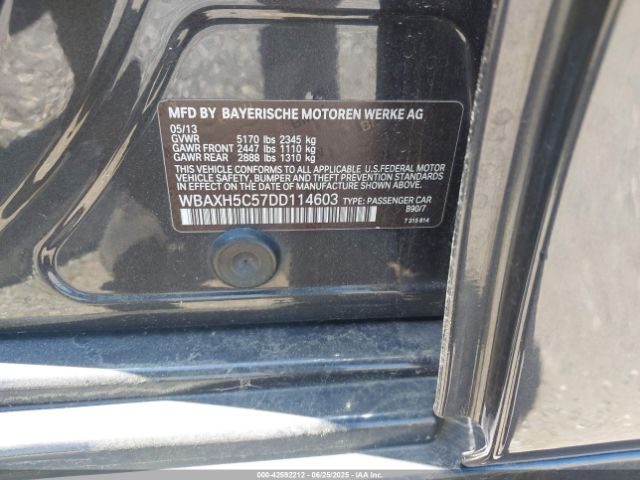 MFD BY BAYERISCHE MOTOREN WERKE AG
05/13
GVWR 5170 lbs 2345 kg
GAWR FRONT 2447 lbs 1110 kg
GAWR REAR 2888 lbs 1310 kg
THIS VEHICLE CONFORMS TO ALL APPLICABLE U.S.FEDERAL MOTOR
VEHICLE SAFETY, BUMPER AND THEFT PREVENTION STANDARDS
IN EFFECT ON THE DATE OF MANUFACTURE SHOWN ABOVE.
WBAXH5C57DD114603 TYPE: PASSENGER CAR
B90/7
7 315 614
000-42592212 - 06/25/2025 - IAA Inc.